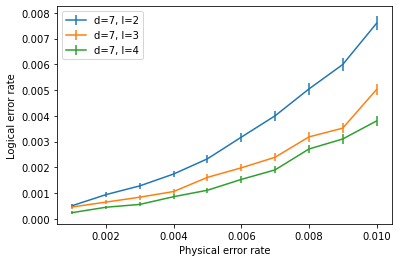 0.008
0.007
0.006
0.005
0.004
0.003
0.002
0.001
0.000
Logical error rate
d=7, l=2
d=7, l=3
d=7, l=4
0.002 0.004 0.006 0.008 0.010
Physical error rate